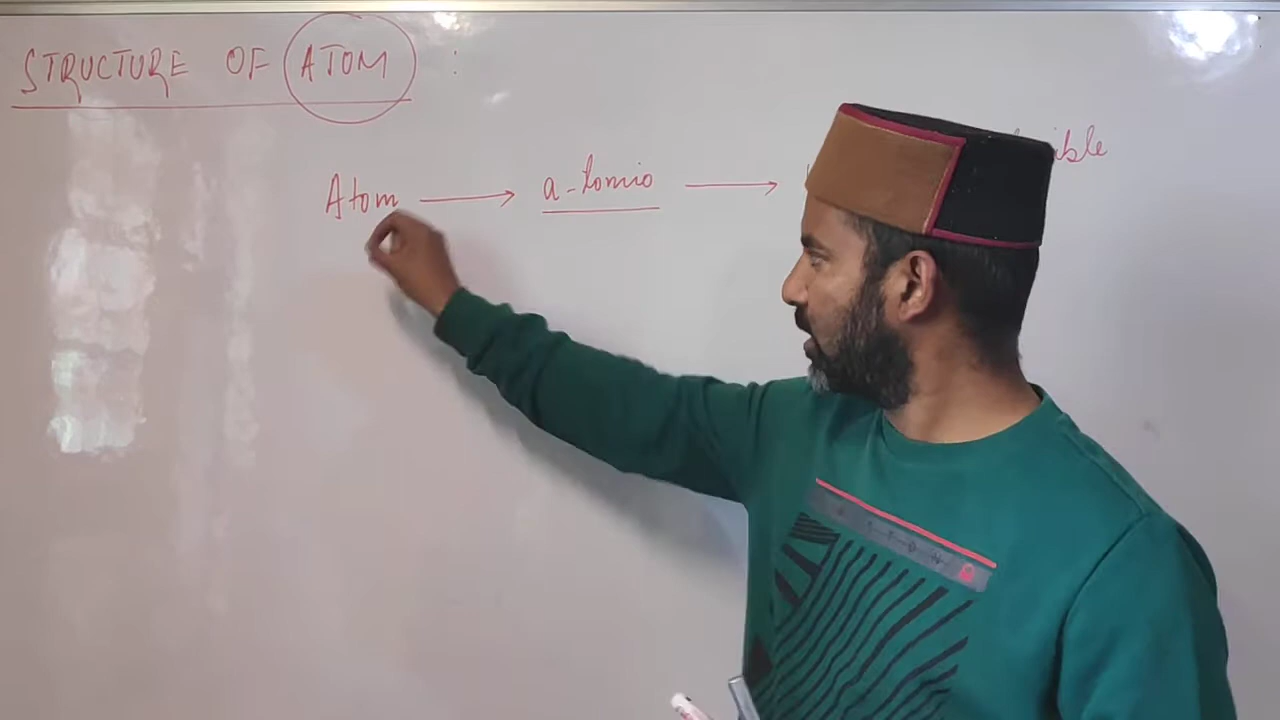 STRUCTURE OF ATOM :
Atom → a-tomio →